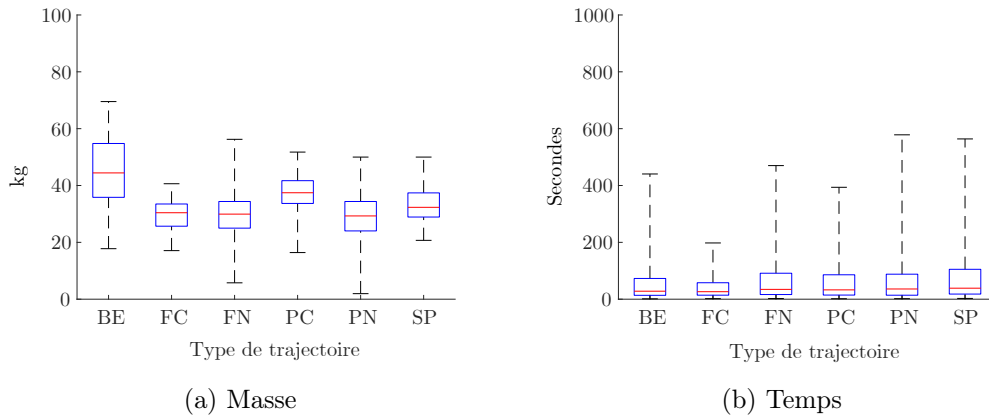 100
80
60
40
20
0
kg
BE FC FN PC PN SP
Type de trajectoire
(a) Masse
1000
800
600
400
200
0
Secondes
BE FC FN PC PN SP
Type de trajectoire
(b) Temps